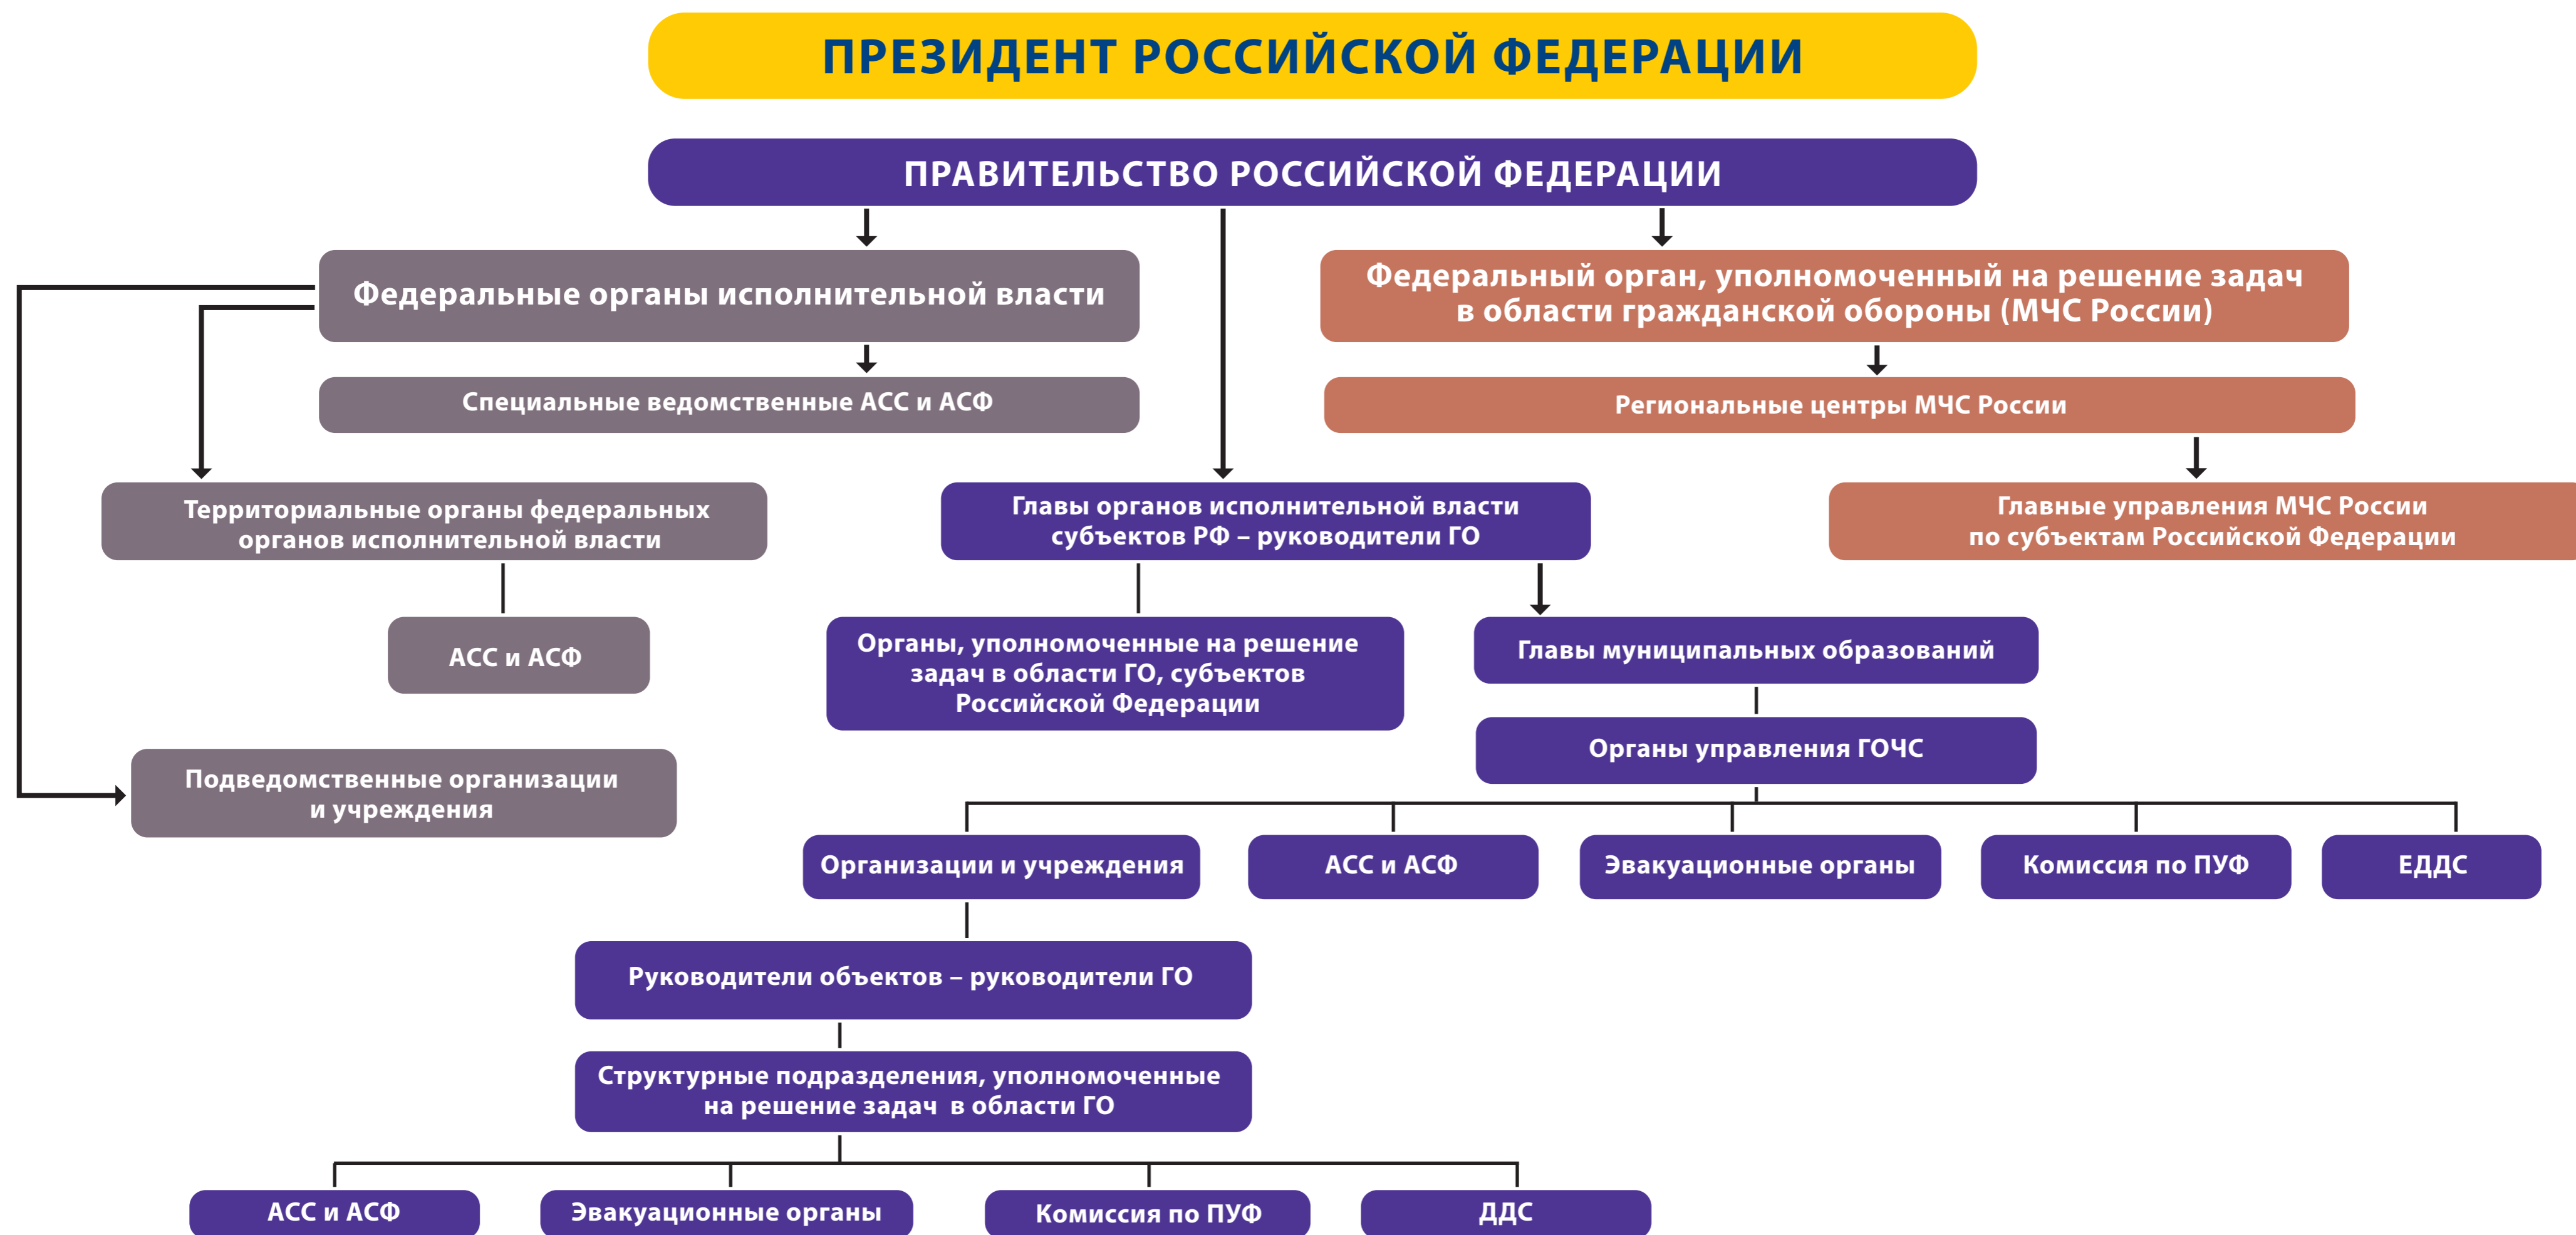 ПРЕЗИДЕНТ РОССИЙСКОЙ ФЕДЕРАЦИИ
ПРАВИТЕЛЬСТВО РОССИЙСКОЙ ФЕДЕРАЦИИ
Федеральные органы исполнительной власти
Федеральный орган, уполномоченный на решение задач
в области гражданской обороны (МЧС России)
Специальные ведомственные АСС и АСФ
Региональные центры МЧС России
Территориальные органы федеральных
органов исполнительной власти
Главы органов исполнительной власти
субъектов РФ – руководители ГО
Главные управления МЧС России
по субъектам Российской Федерации
АСС и АСФ
Органы, уполномоченные на решение
задач в области ГО, субъектов
Российской Федерации
Главы муниципальных образований
Органы управления ГОЧС
Подведомственные организации
и учреждения
Организации и учреждения
АСС и АСФ
Эвакуационные органы
Комиссия по ПУФ
ЕДДС
Руководители объектов – руководители ГО
Структурные подразделения, уполномоченные
на решение задач в области ГО
АСС и АСФ
Эвакуационные органы
Комиссия по ПУФ
ДДС